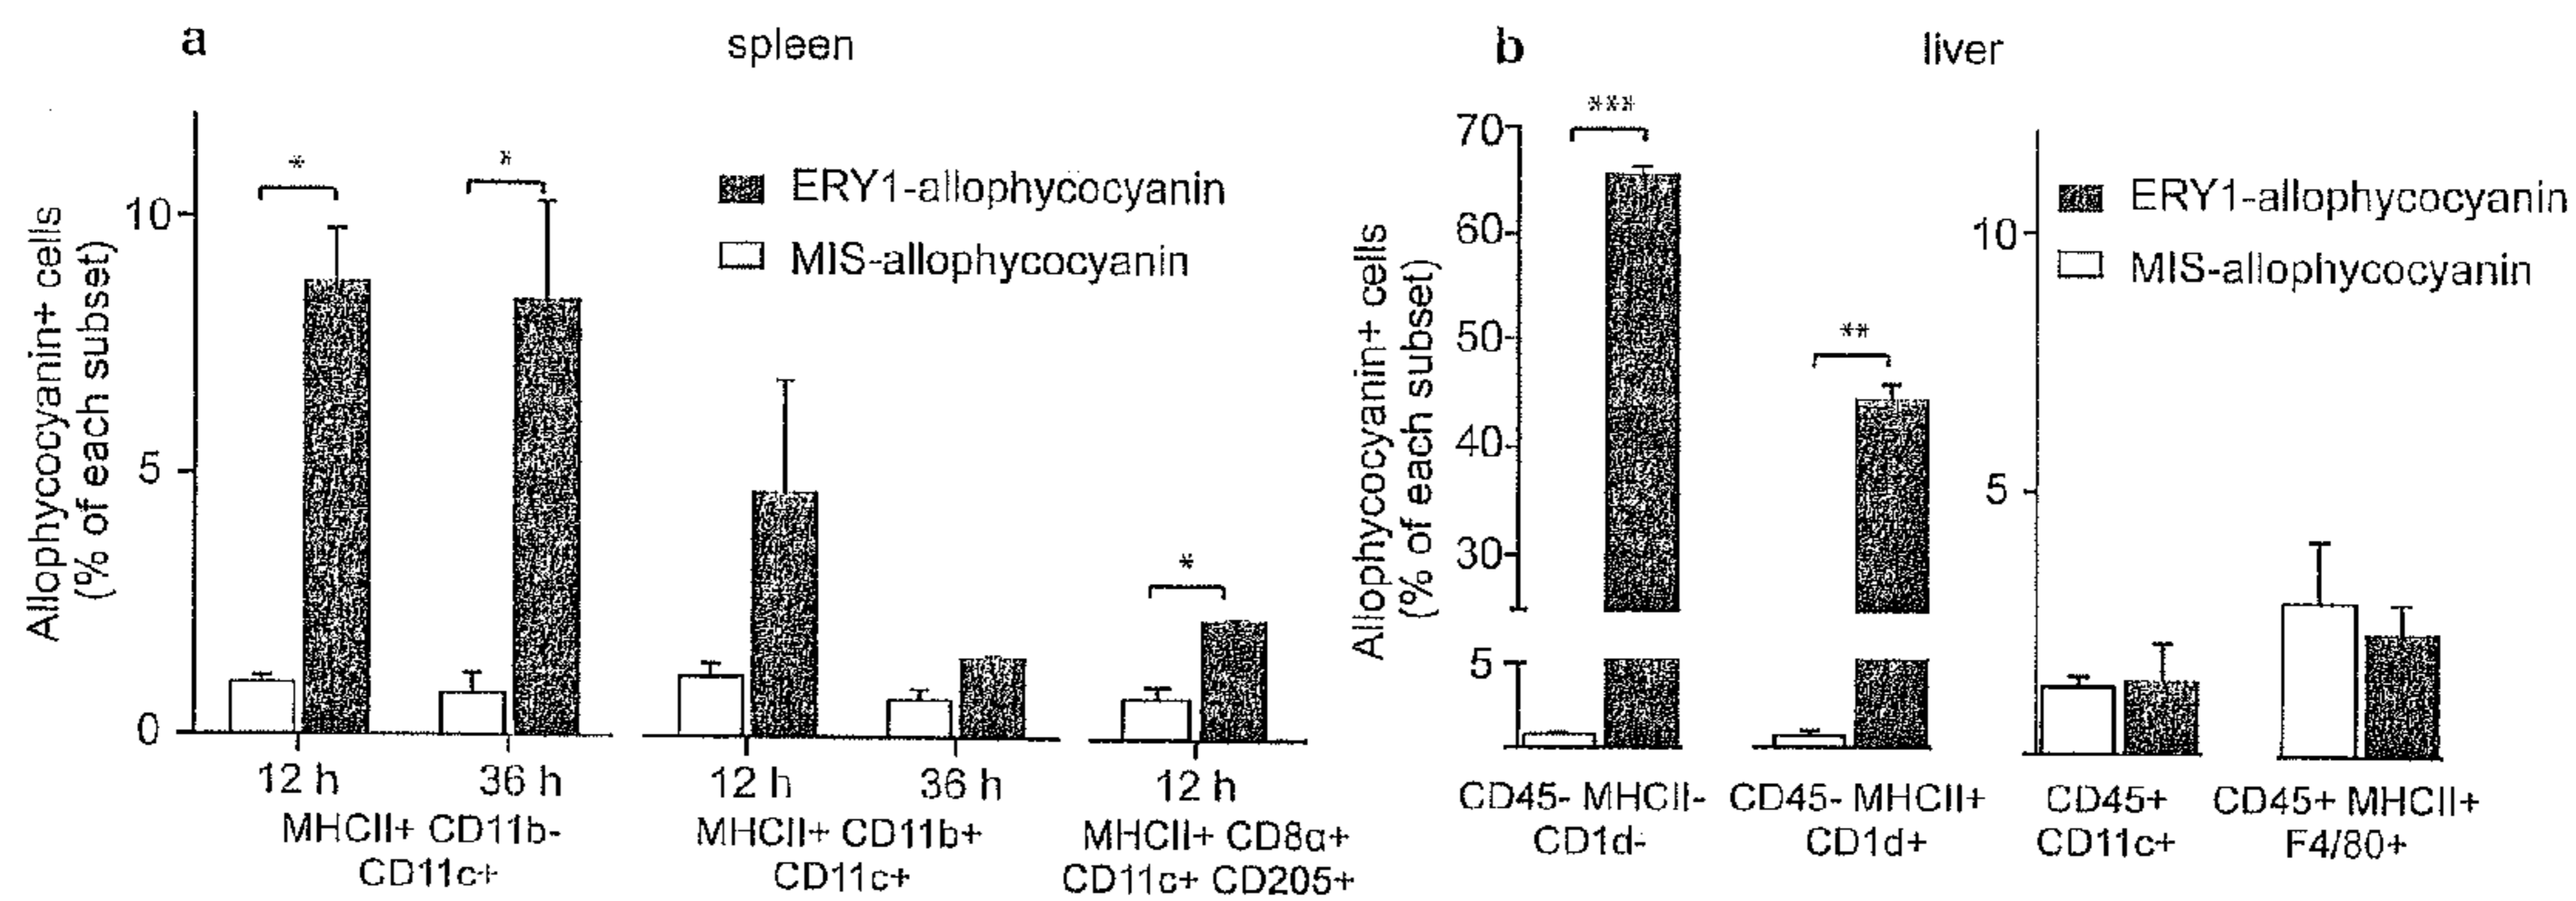 a
spleen
Allophycocyanin+ cells
(% of each subset)
10
5
0
*
*
*
ERY1-allophycocyanin
MIS-allophycocyanin
12 h
36 h
12 h
36 h
12 h
MHCII+ CD11b-
CD11c+
MHCII+ CD11b+
CD11c+
MHCII+ CD8α+
CD11c+ CD205+
b
liver
Allophycocyanin+ cells
(% of each subset)
70
60
50
40
30
5
***
**
10
5
ERY1-allophycocyanin
MIS-allophycocyanin
CD45- MHCII-
CD1d-
CD45- MHCII+
CD1d+
CD45+
CD11c+
CD45+ MHCII+
F4/80+